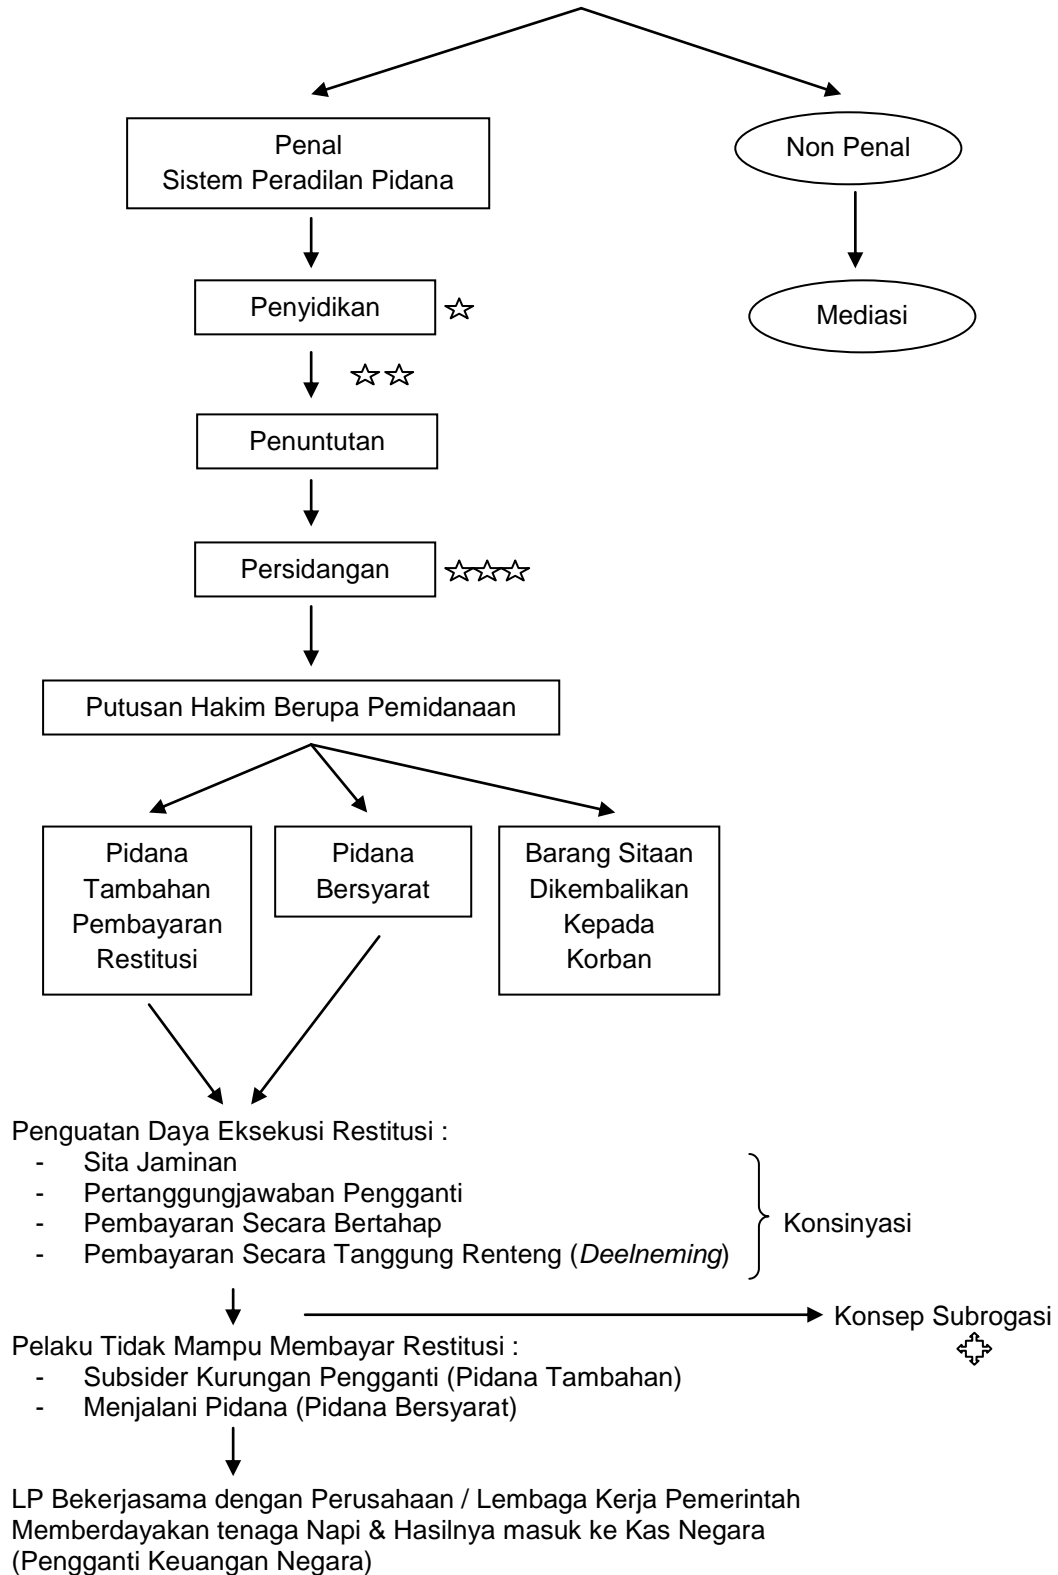 Penal
Sistem Peradilan Pidana
Non Penal
Penyidikan
Mediasi
Penuntutan
Persidangan
Putusan Hakim Berupa Pemidanaan
Pidana
Tambahan
Pembayaran
Restitusi
Pidana
Bersyarat
Barang Sitaan
Dikembalikan
Kepada
Korban
Penguatan Daya Eksekusi Restitusi :
- Sita Jaminan
- Pertanggungjawaban Pengganti
- Pembayaran Secara Bertahap
- Pembayaran Secara Tanggung Renteng (Deelneming)
Konsinyasi
Konsep Subrogasi
Pelaku Tidak Mampu Membayar Restitusi :
- Subsider Kurungan Pengganti (Pidana Tambahan)
- Menjalani Pidana (Pidana Bersyarat)
LP Bekerjasama dengan Perusahaan / Lembaga Kerja Pemerintah
Memberdayakan tenaga Napi & Hasilnya masuk ke Kas Negara
(Pengganti Keuangan Negara)